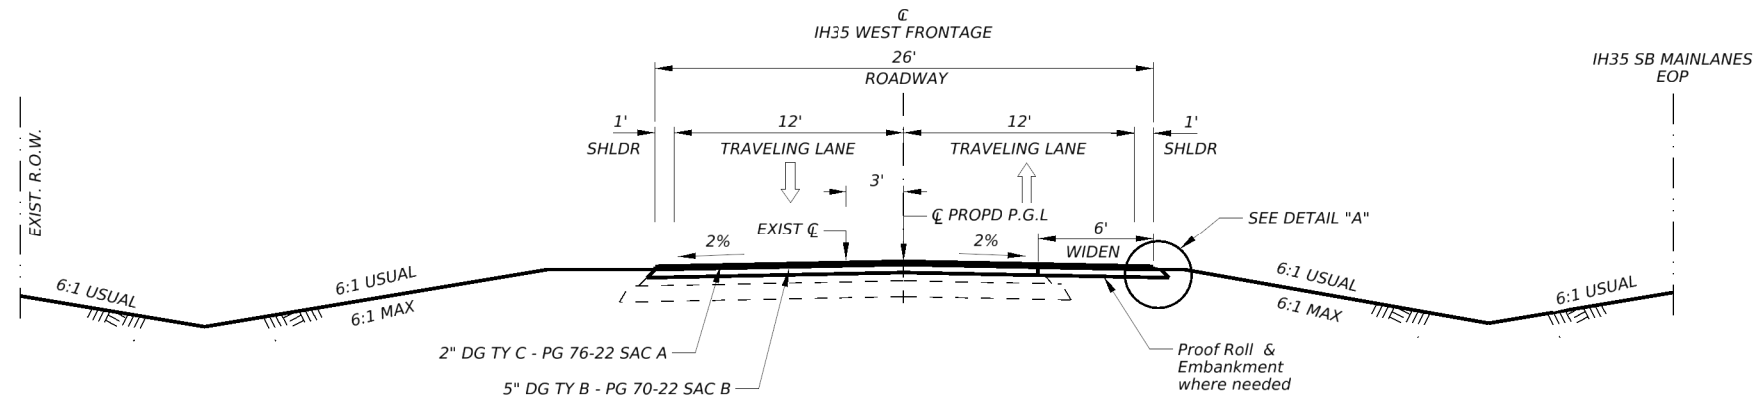 ℄
IH35 WEST FRONTAGE
26'
ROADWAY
IH35 SB MAINLANES
EOP
EXIST. R.O.W.
1'
12'
12'
1'
SHLDR
TRAVELING LANE
TRAVELING LANE
SHLDR
3'
℄ PROPD P.G.L
SEE DETAIL "A"
EXIST ℄
6'
2%
2%
WIDEN
6:1 USUAL
6:1 USUAL
6:1 MAX
6:1 USUAL
6:1 MAX
6:1 USUAL
2" DG TY C - PG 76-22 SAC A
5" DG TY B - PG 70-22 SAC B
Proof Roll &
Embankment
where needed